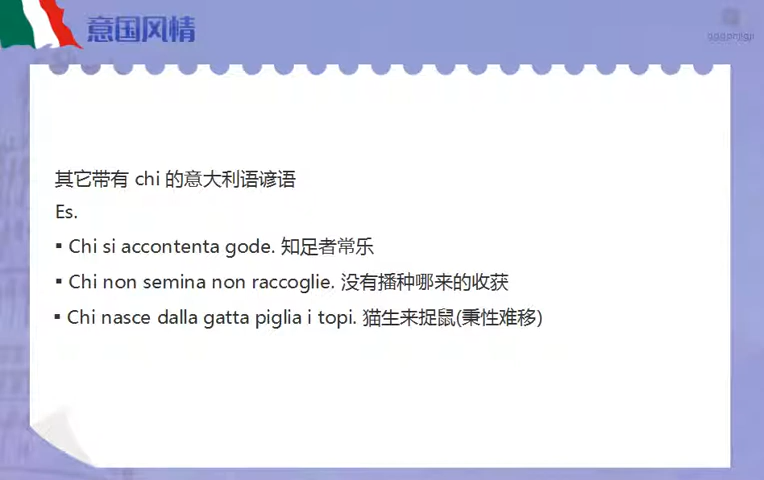 意国风情
其它带有 chi 的意大利语谚语
Es.
▪ Chi si accontenta gode. 知足者常乐
▪ Chi non semina non raccoglie. 没有播种哪来的收获
▪ Chi nasce dalla gatta piglia i topi. 猫生来捉鼠(秉性难移)